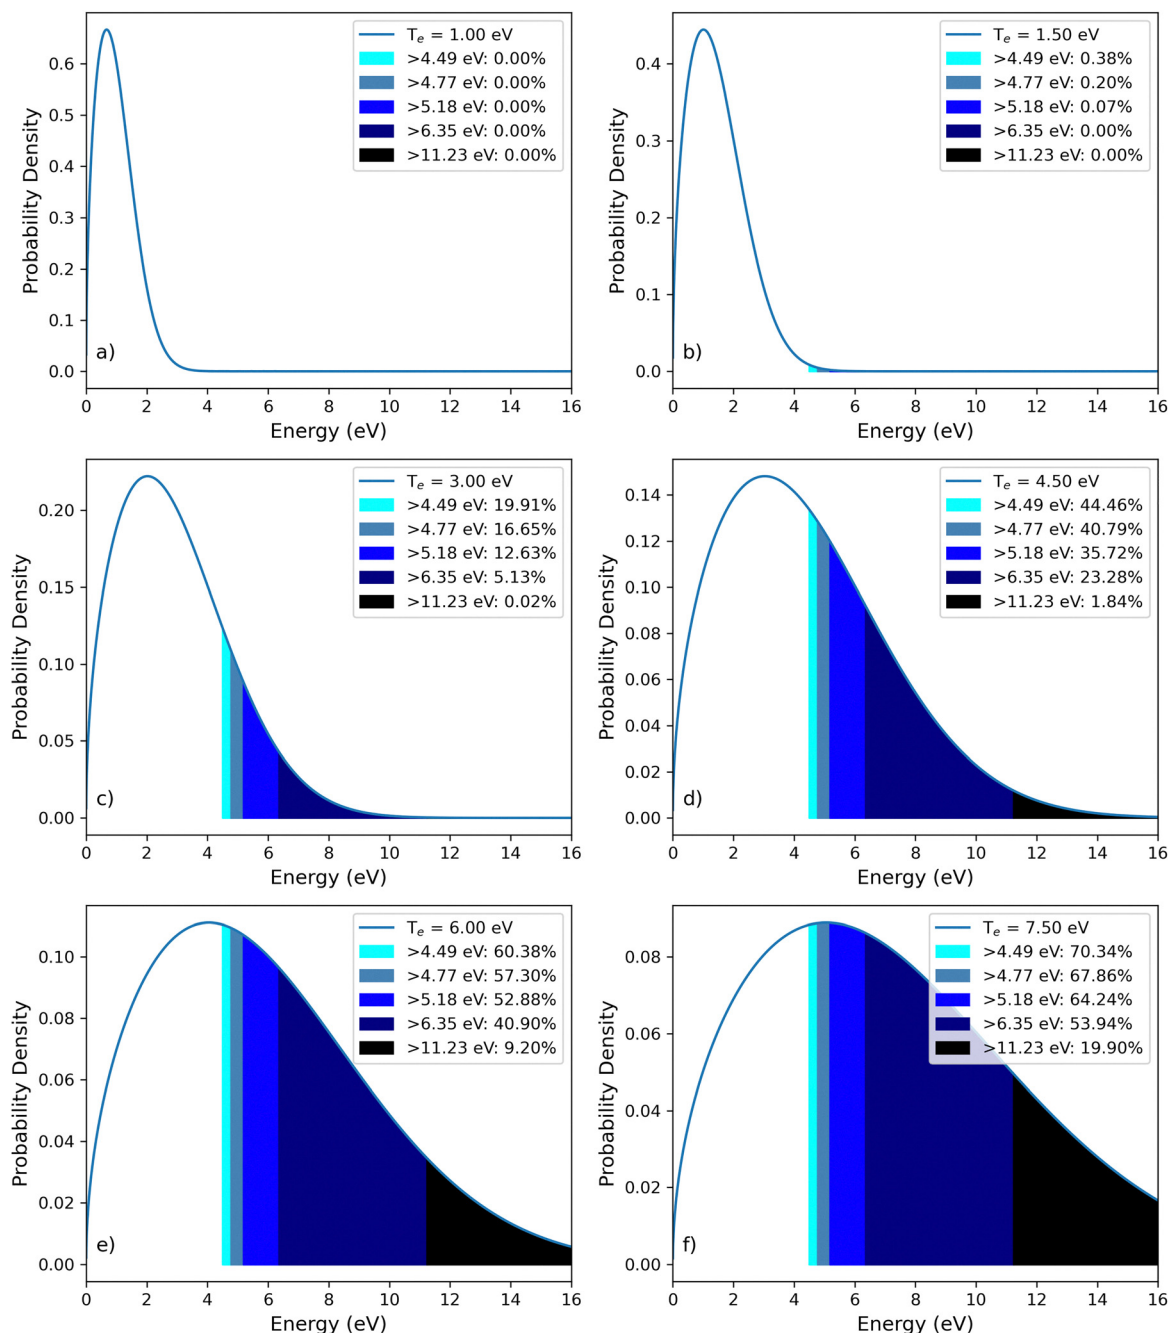 T_e = 1.00 eV
>4.49 eV: 0.00%
>4.77 eV: 0.00%
>5.18 eV: 0.00%
>6.35 eV: 0.00%
>11.23 eV: 0.00%
0.6
0.5
0.4
0.3
0.2
0.1
0.0
Probability Density
a)
0 2 4 6 8 10 12 14 16
Energy (eV)
T_e = 1.50 eV
>4.49 eV: 0.38%
>4.77 eV: 0.20%
>5.18 eV: 0.07%
>6.35 eV: 0.00%
>11.23 eV: 0.00%
0.4
0.3
0.2
0.1
0.0
Probability Density
b)
0 2 4 6 8 10 12 14 16
Energy (eV)
T_e = 3.00 eV
>4.49 eV: 19.91%
>4.77 eV: 16.65%
>5.18 eV: 12.63%
>6.35 eV: 5.13%
>11.23 eV: 0.02%
0.20
0.15
0.10
0.05
0.00
Probability Density
c)
0 2 4 6 8 10 12 14 16
Energy (eV)
T_e = 4.50 eV
>4.49 eV: 44.46%
>4.77 eV: 40.79%
>5.18 eV: 35.72%
>6.35 eV: 23.28%
>11.23 eV: 1.84%
0.14
0.12
0.10
0.08
0.06
0.04
0.02
0.00
Probability Density
d)
0 2 4 6 8 10 12 14 16
Energy (eV)
T_e = 6.00 eV
>4.49 eV: 60.38%
>4.77 eV: 57.30%
>5.18 eV: 52.88%
>6.35 eV: 40.90%
>11.23 eV: 9.20%
0.10
0.08
0.06
0.04
0.02
0.00
Probability Density
e)
0 2 4 6 8 10 12 14 16
Energy (eV)
T_e = 7.50 eV
>4.49 eV: 70.34%
>4.77 eV: 67.86%
>5.18 eV: 64.24%
>6.35 eV: 53.94%
>11.23 eV: 19.90%
0.08
0.06
0.04
0.02
0.00
Probability Density
f)
0 2 4 6 8 10 12 14 16
Energy (eV)